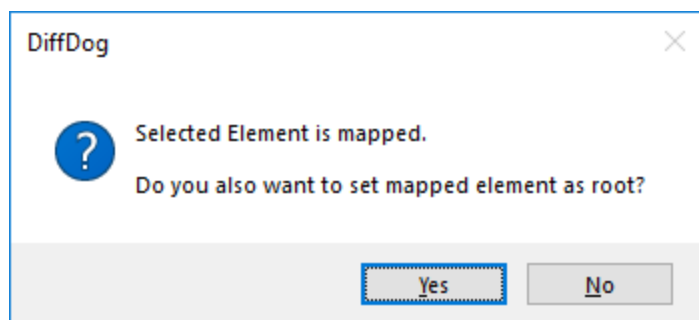 DiffDog
Selected Element is mapped.
Do you also want to set mapped element as root?
Yes
No